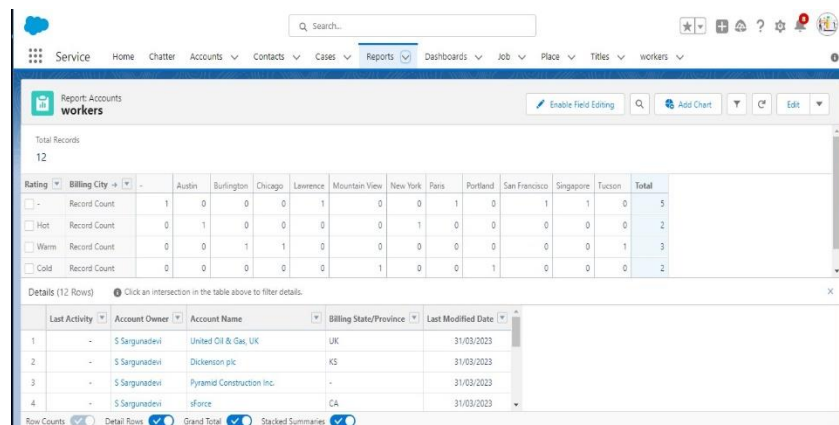 Search...
8
Service Home Chatter Accounts Contacts Cases Reports Dashboards Job Place Titles workers
Report: Accounts
workers
Enable Field Editing Add Chart Edit
Total Records
12
Rating Billing City → - Austin Burlington Chicago Lawrence Mountain View New York Paris Portland San Francisco Singapore Tucson Total
- Record Count 1 0 0 0 1 0 0 1 0 1 1 0 5
Hot Record Count 0 1 0 0 0 0 1 0 0 0 0 0 2
Warm Record Count 0 0 1 1 0 0 0 0 0 0 0 1 3
Cold Record Count 0 0 0 0 0 1 0 0 1 0 0 0 2
Details (12 Rows) Click an intersection in the table above to filter details.
Last Activity Account Owner Account Name Billing State/Province Last Modified Date
1 - S Sargunadevi United Oil & Gas, UK UK 31/03/2023
2 - S Sargunadevi Dickenson plc KS 31/03/2023
3 - S Sargunadevi Pyramid Construction Inc. - 31/03/2023
4 - S Sargunadevi sForce CA 31/03/2023
Row Counts Detail Rows Grand Total Stacked Summaries